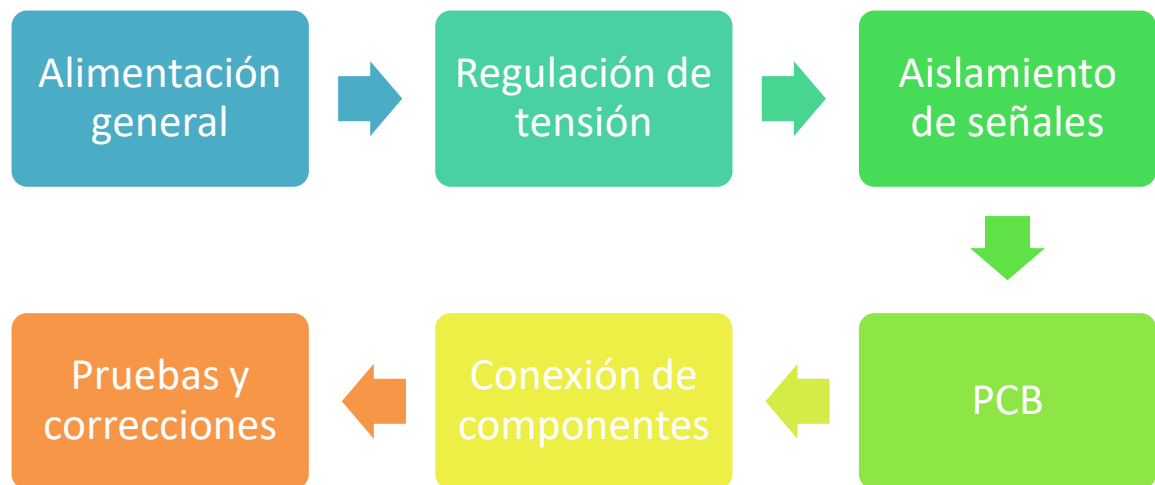 Alimentación
general
Regulación de
tensión
Aislamiento
de señales
PCB
Conexión de
componentes
Pruebas y
correcciones